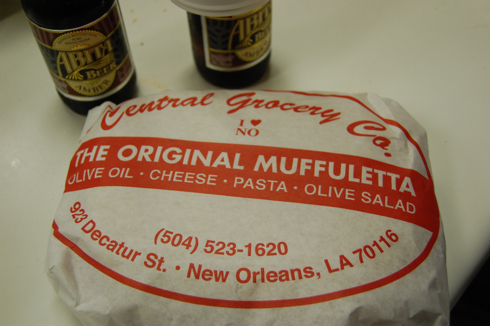 ABITA
BEER
AMBER
ABITA
BEER
Central Grocery Co.
I ♥
NO
THE ORIGINAL MUFFULETTA
OLIVE OIL · CHEESE · PASTA · OLIVE SALAD
(504) 523-1620
923 Decatur St. · New Orleans, LA 70116